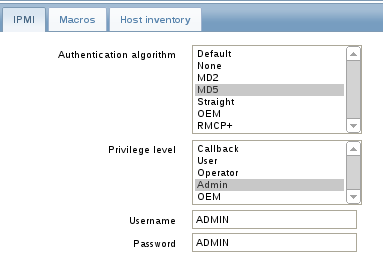 IPMI Macros Host inventory
Authentication algorithm Default
None
MD2
MD5
Straight
OEM
RMCP+
Privilege level Callback
User
Operator
Admin
OEM
Username ADMIN
Password ADMIN